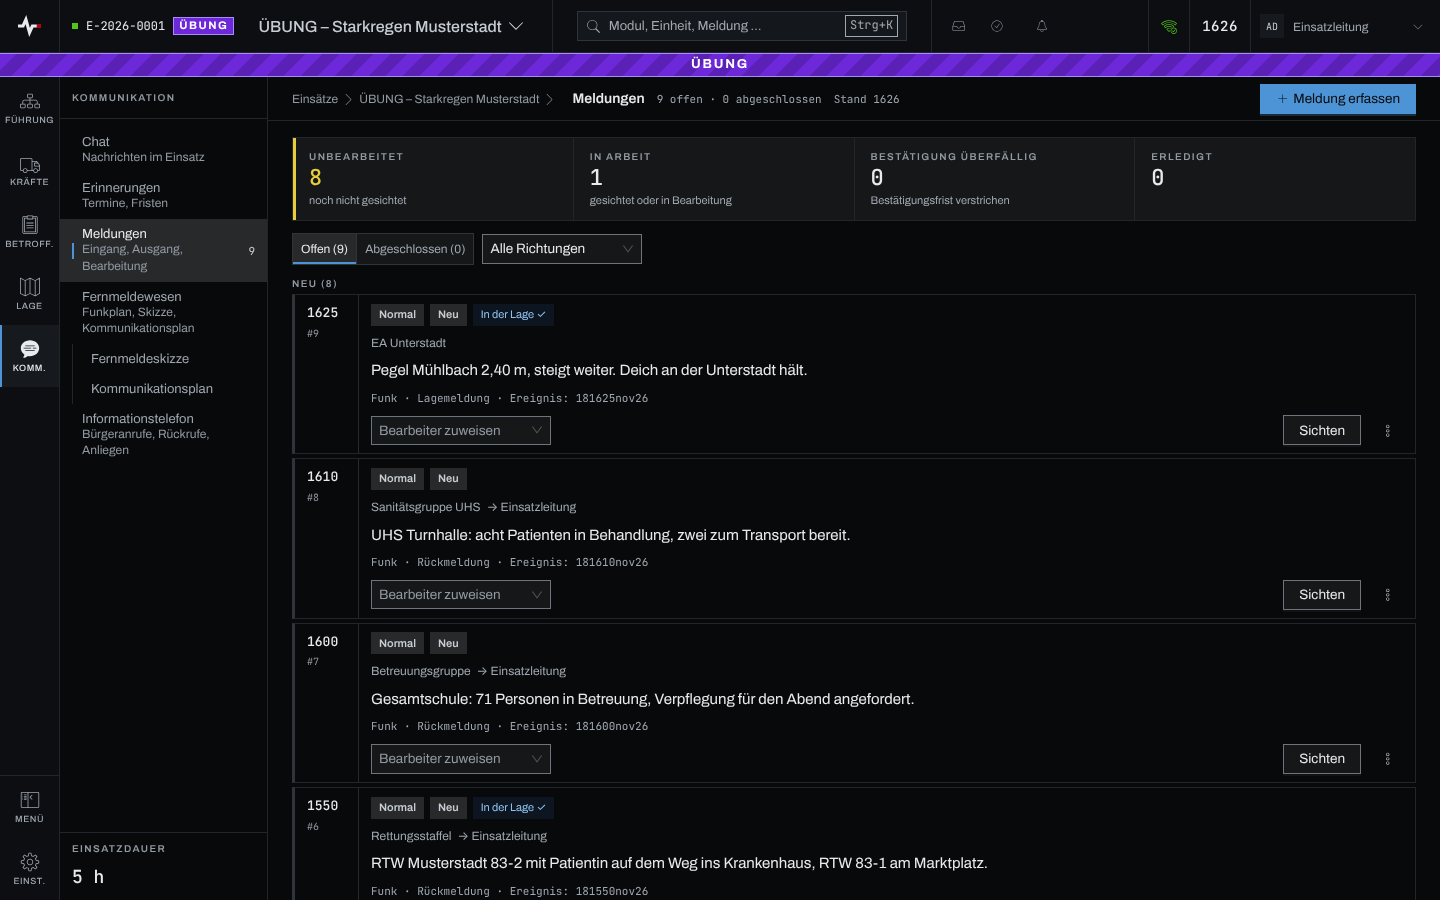 E-2026-0001 ÜBUNG ÜBUNG – Starkregen Musterstadt
Modul, Einheit, Meldung ... Strg+K
1626
AD Einsatzleitung
ÜBUNG
FÜHRUNG
KRÄFTE
BETROFF.
LAGE
KOMM.
MENÜ
EINST.
KOMMUNIKATION
Chat
Nachrichten im Einsatz
Erinnerungen
Termine, Fristen
Meldungen
Eingang, Ausgang,
Bearbeitung
9
Fernmeldewesen
Funkplan, Skizze,
Kommunikationsplan
Fernmeldeskizze
Kommunikationsplan
Informationstelefon
Bürgeranrufe, Rückrufe,
Anliegen
EINSATZDAUER
5 h
Einsätze ÜBUNG – Starkregen Musterstadt Meldungen 9 offen · 0 abgeschlossen Stand 1626
+ Meldung erfassen
UNBEARBEITET
8
noch nicht gesichtet
IN ARBEIT
1
gesichtet oder in Bearbeitung
BESTÄTIGUNG ÜBERFÄLLIG
0
Bestätigungsfrist verstrichen
ERLEDIGT
0
Offen (9) Abgeschlossen (0) Alle Richtungen
NEU (8)
1625
#9
Normal Neu In der Lage ✓
EA Unterstadt
Pegel Mühlbach 2,40 m, steigt weiter. Deich an der Unterstadt hält.
Funk · Lagemeldung · Ereignis: 181625nov26
Bearbeiter zuweisen Sichten
1610
#8
Normal Neu
Sanitätsgruppe UHS → Einsatzleitung
UHS Turnhalle: acht Patienten in Behandlung, zwei zum Transport bereit.
Funk · Rückmeldung · Ereignis: 181610nov26
Bearbeiter zuweisen Sichten
1600
#7
Normal Neu
Betreuungsgruppe → Einsatzleitung
Gesamtschule: 71 Personen in Betreuung, Verpflegung für den Abend angefordert.
Funk · Rückmeldung · Ereignis: 181600nov26
Bearbeiter zuweisen Sichten
1550
#6
Normal Neu In der Lage ✓
Rettungsstaffel → Einsatzleitung
RTW Musterstadt 83-2 mit Patientin auf dem Weg ins Krankenhaus, RTW 83-1 am Marktplatz.
Funk · Rückmeldung · Ereignis: 181550nov26